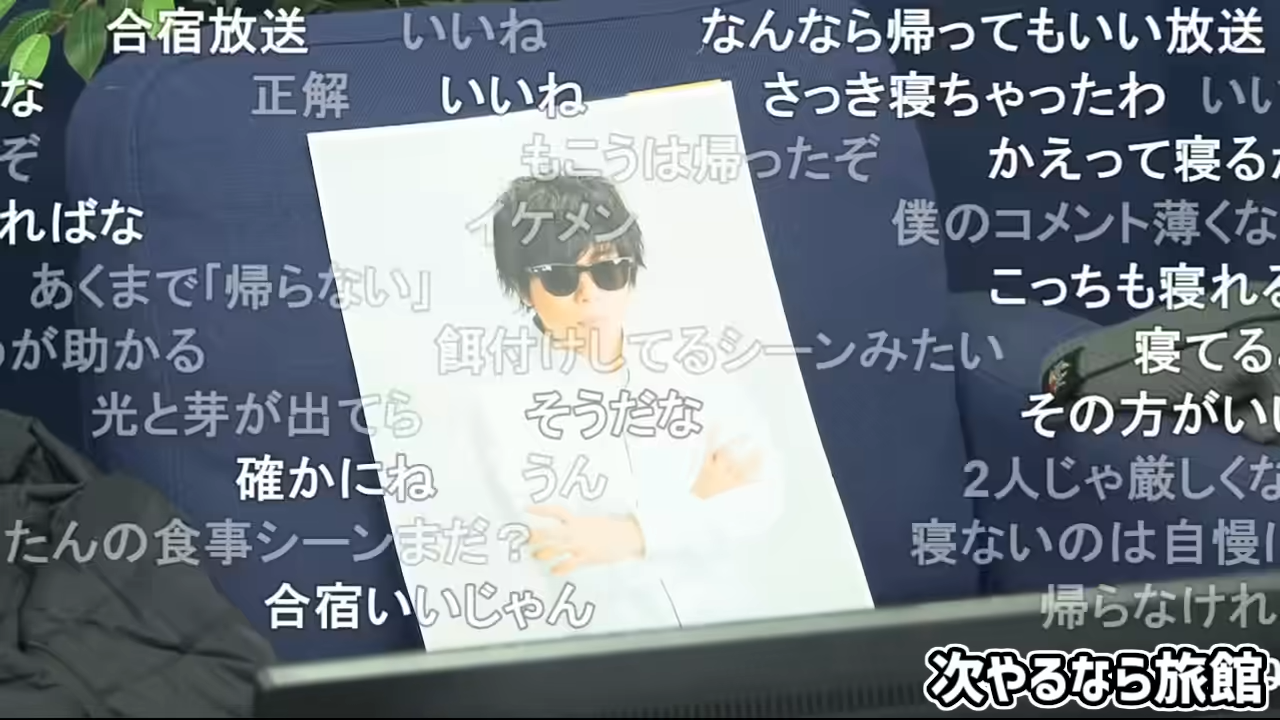 合宿放送 いいね なんなら帰ってもいい放送
な 正解 いいね さっき寝ちゃったわ いい
ぞ もこうは帰ったぞ かえって寝るか
ればな イケメン 僕のコメント薄くな
あくまで「帰らない」 こっちも寝れる
が助かる 餌付けしてるシーンみたい 寝てる
光と芽が出てら そうだな その方がいい
確かにね うん 2人じゃ厳しくな
たんの食事シーンまだ？ 寝ないのは自慢
合宿いいじゃん 帰らなけれ
次やるなら旅館